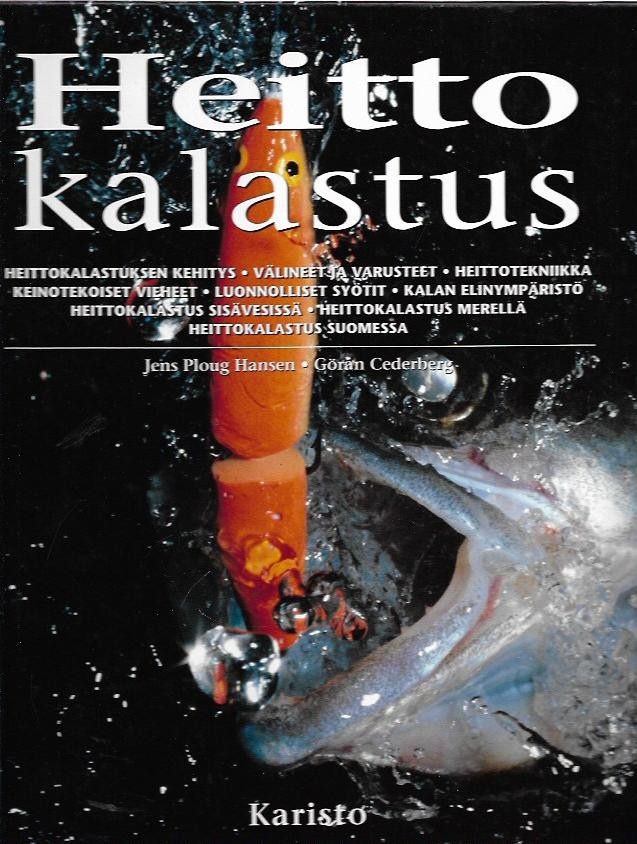 Heitto
kalastus
HEITTOKALASTUKSEN KEHITYS • VÄLINEET JA VARUSTEET • HEITTOTEKNIIKKA
KEINOTEKOISET VIEHEET • LUONNOLLISET SYÖTIT • KALAN ELINYMPÄRISTÖ
HEITTOKALASTUS SISÄVESISSÄ • HEITTOKALASTUS MERELLÄ
HEITTOKALASTUS SUOMESSA
Jens Ploug Hansen • Göran Cederberg
Karisto